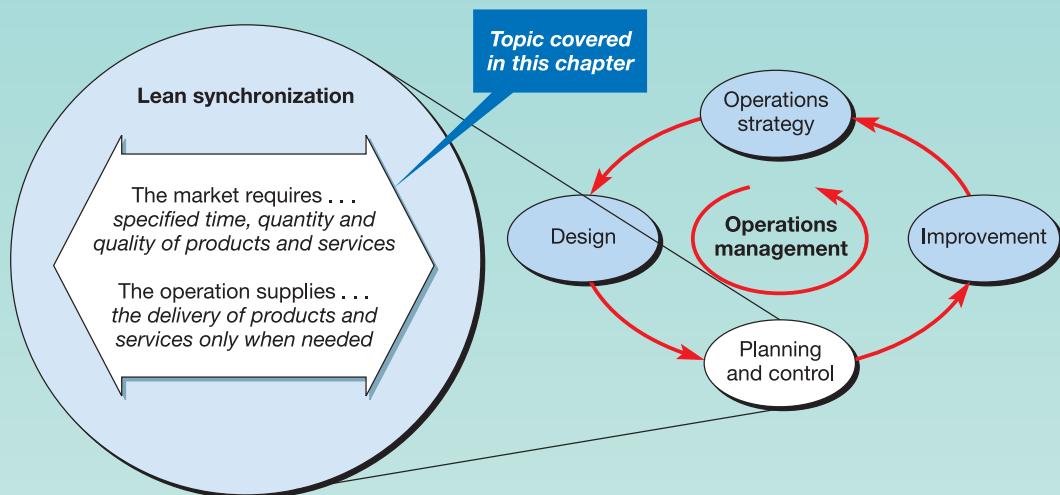 Topic covered
in this chapter
Lean synchronization
The market requires . . .
specified time, quantity and
quality of products and services
The operation supplies . . .
the delivery of products and
services only when needed
Operations
strategy
Design
Operations
management
Improvement
Planning
and control